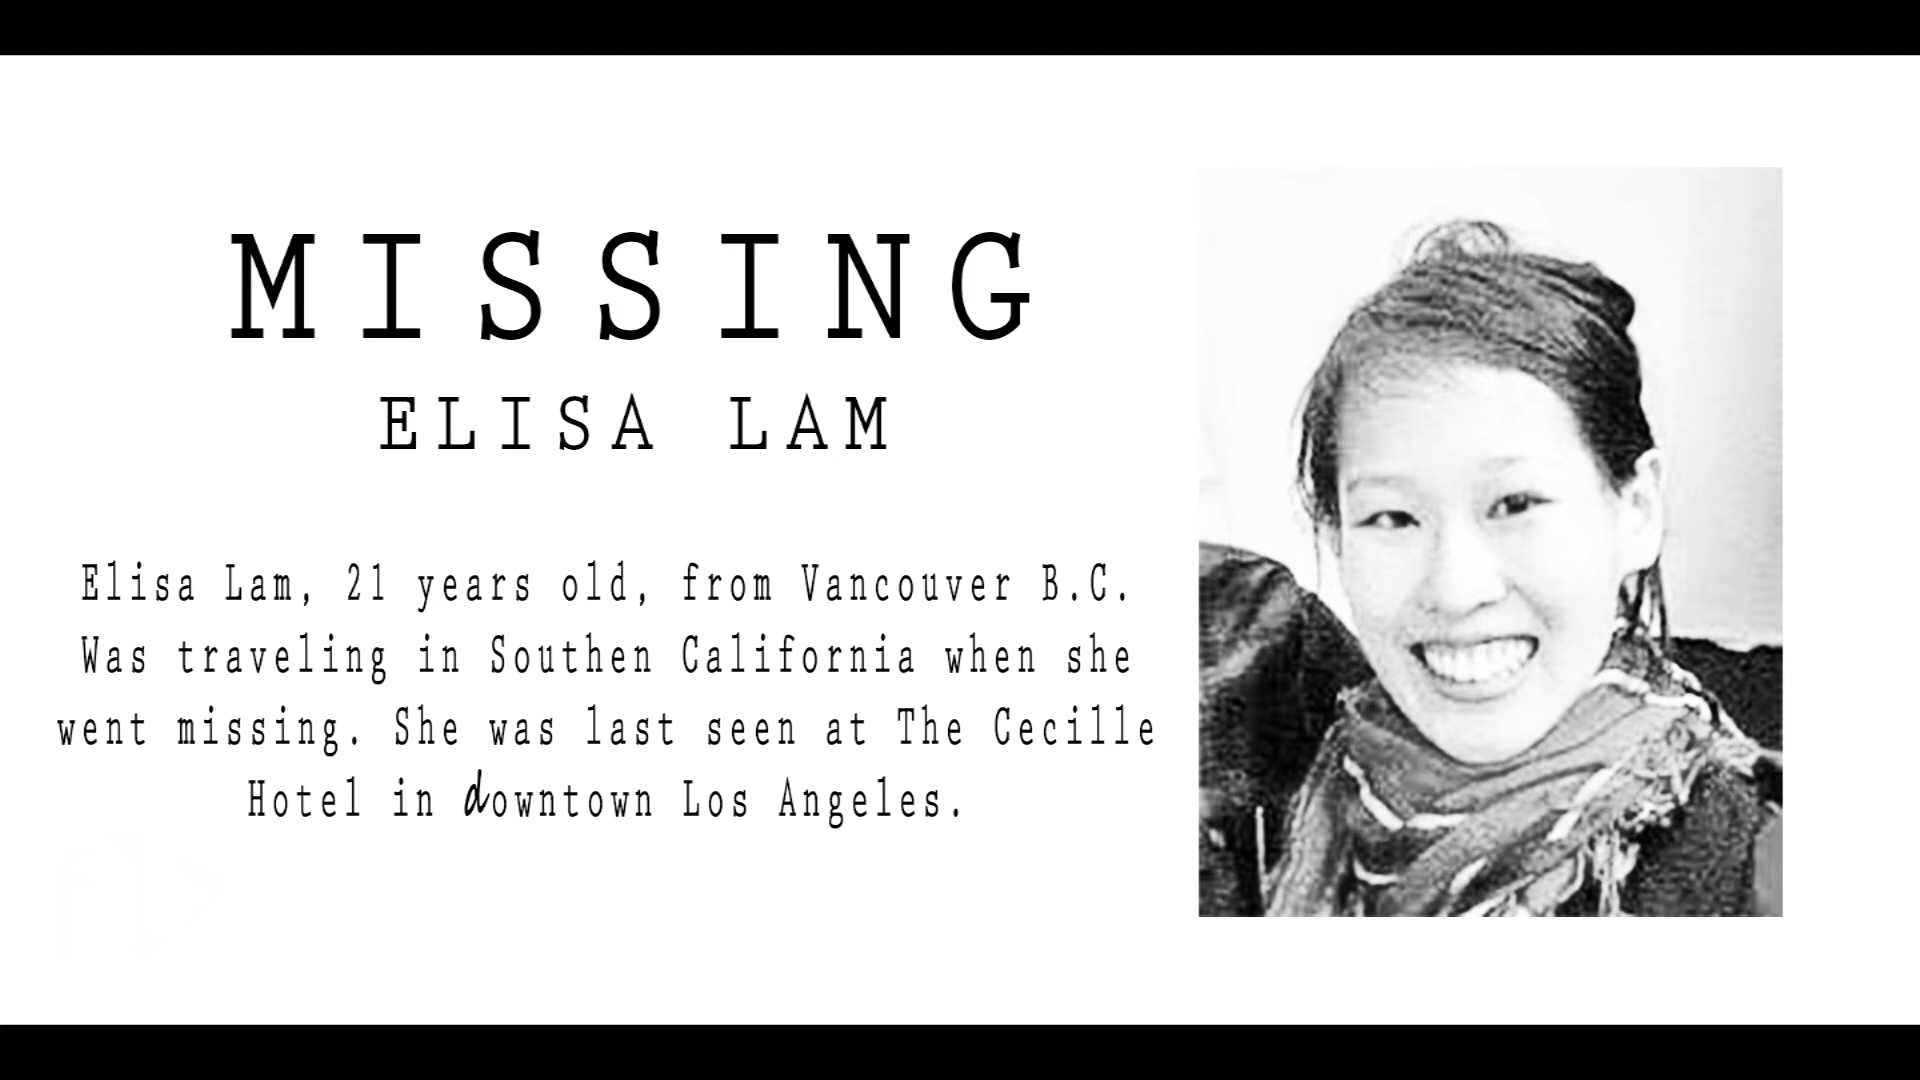 MISSING
ELISA LAM
Elisa Lam, 21 years old, from Vancouver B.C.
Was traveling in Southen California when she
went missing. She was last seen at The Cecille
Hotel in downtown Los Angeles.